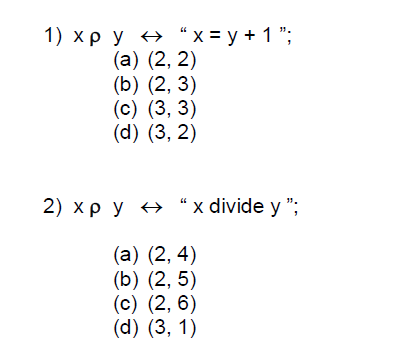 1) x ρ y ↔ “ x = y + 1 ”;
(a) (2, 2)
(b) (2, 3)
(c) (3, 3)
(d) (3, 2)
2) x ρ y ↔ “ x divide y ”;
(a) (2, 4)
(b) (2, 5)
(c) (2, 6)
(d) (3, 1)